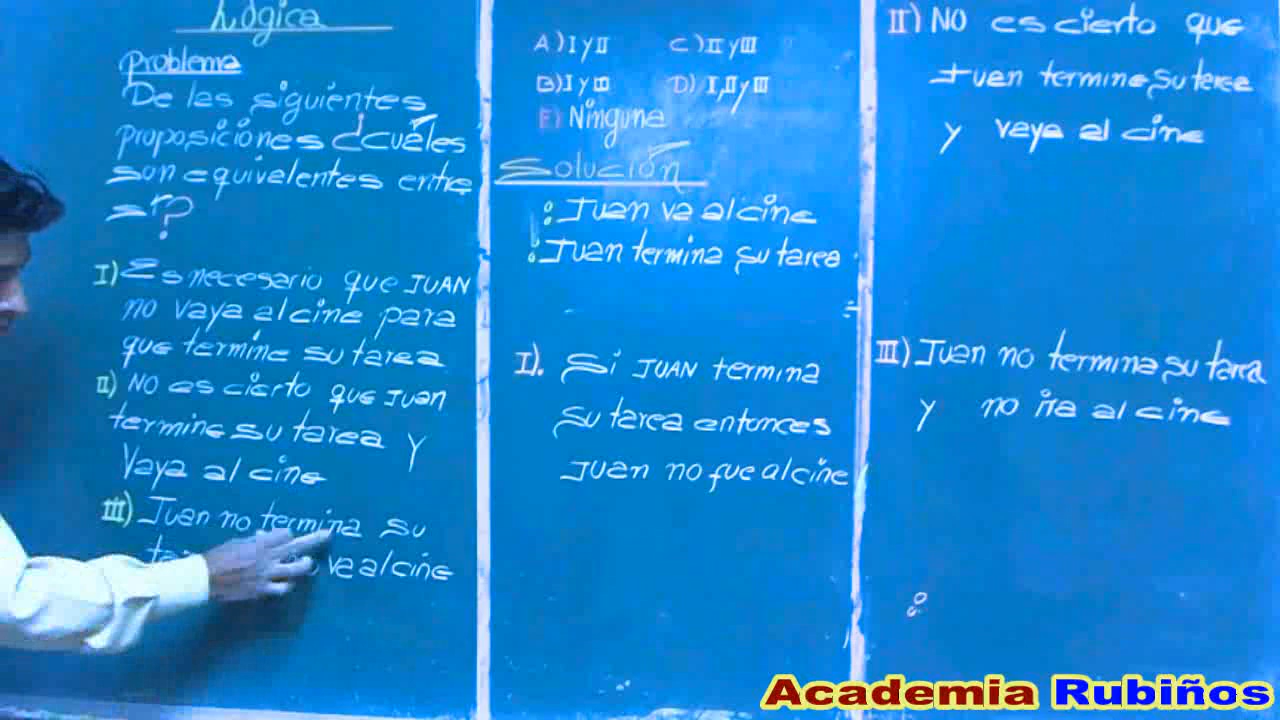 Lógica
Problema
De las siguientes
proposiciones ¿cuáles
son equivalentes entre
sí?
I) Es necesario que JUAN
no vaya al cine para
que termine su tarea
II) NO es cierto que Juan
termine su tarea y
vaya al cine
III) Juan no termina su
va al cine
A) I y II C) II y III
B) I y III D) I, II y III
E) Ninguna
Solución
: Juan va al cine
: Juan termina su tarea
I). Si JUAN termina
su tarea entonces
Juan no fue al cine
II) NO es cierto que
Juan termine su tarea
y vaya al cine
III) Juan no termina su tarea
y no ira al cine
Academia Rubiños